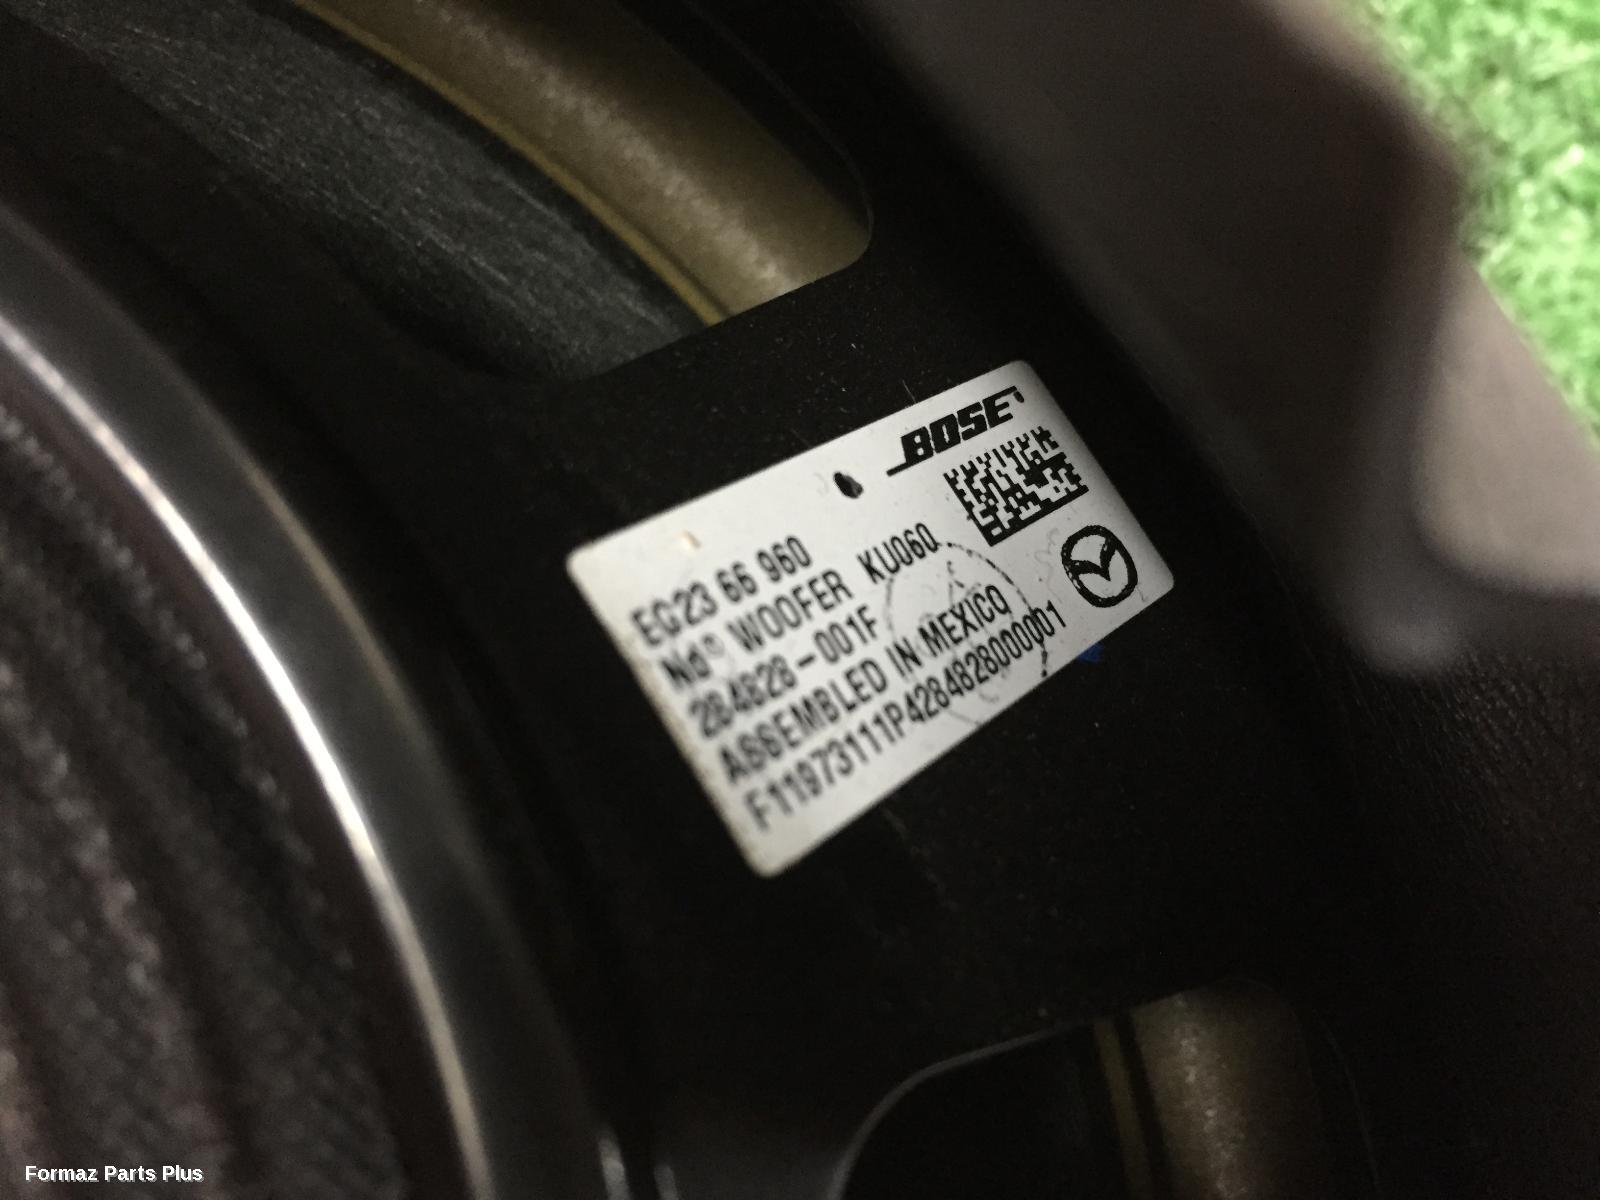 BOSE
EG23 66 960
Nd® WOOFER KU060
284828-001F
ASSEMBLED IN MEXICO
F11973111P4284828000001
Formaz Parts Plus